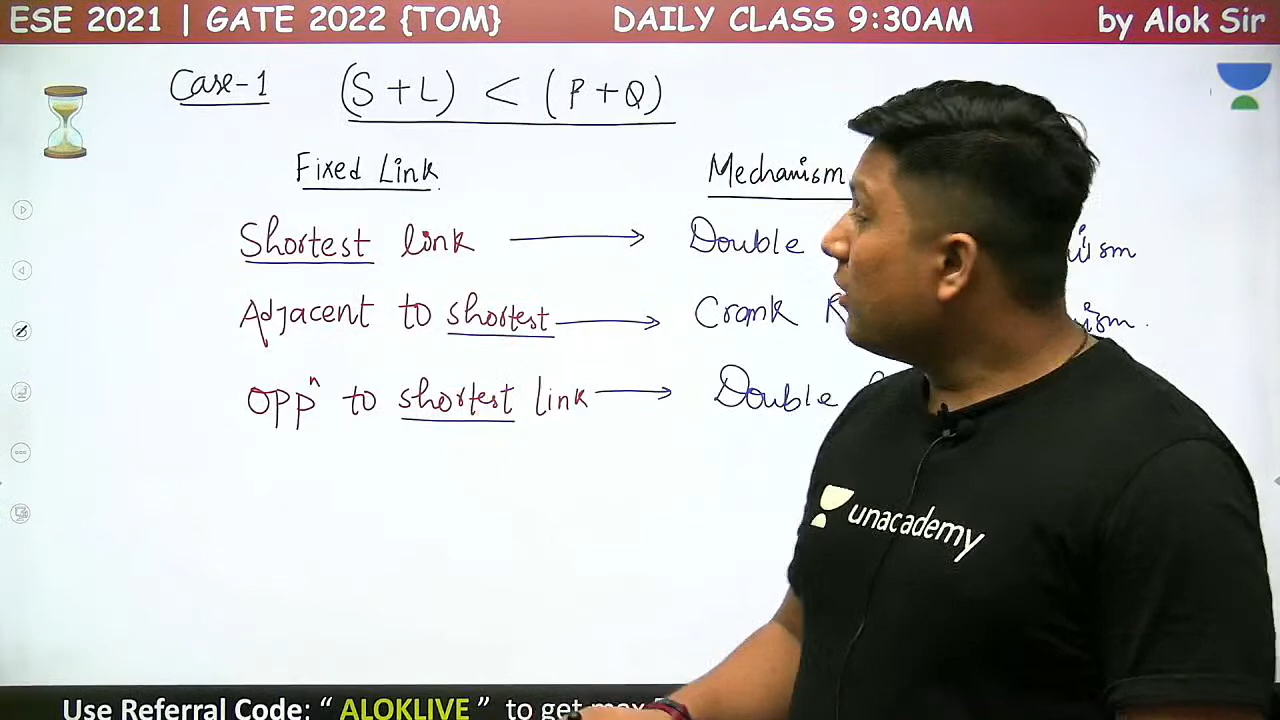 ESE 2021 | GATE 2022 {TOM} DAILY CLASS 9:30AM by Alok Sir
Case-1 (S+L) < (P+Q)
Fixed Link Mechanism
Shortest link → Double
Adjacent to shortest → Crank
Oppⁿ to shortest link → Double
unacademy
Use Referral Code: “ ALOKLIVE ” to get max